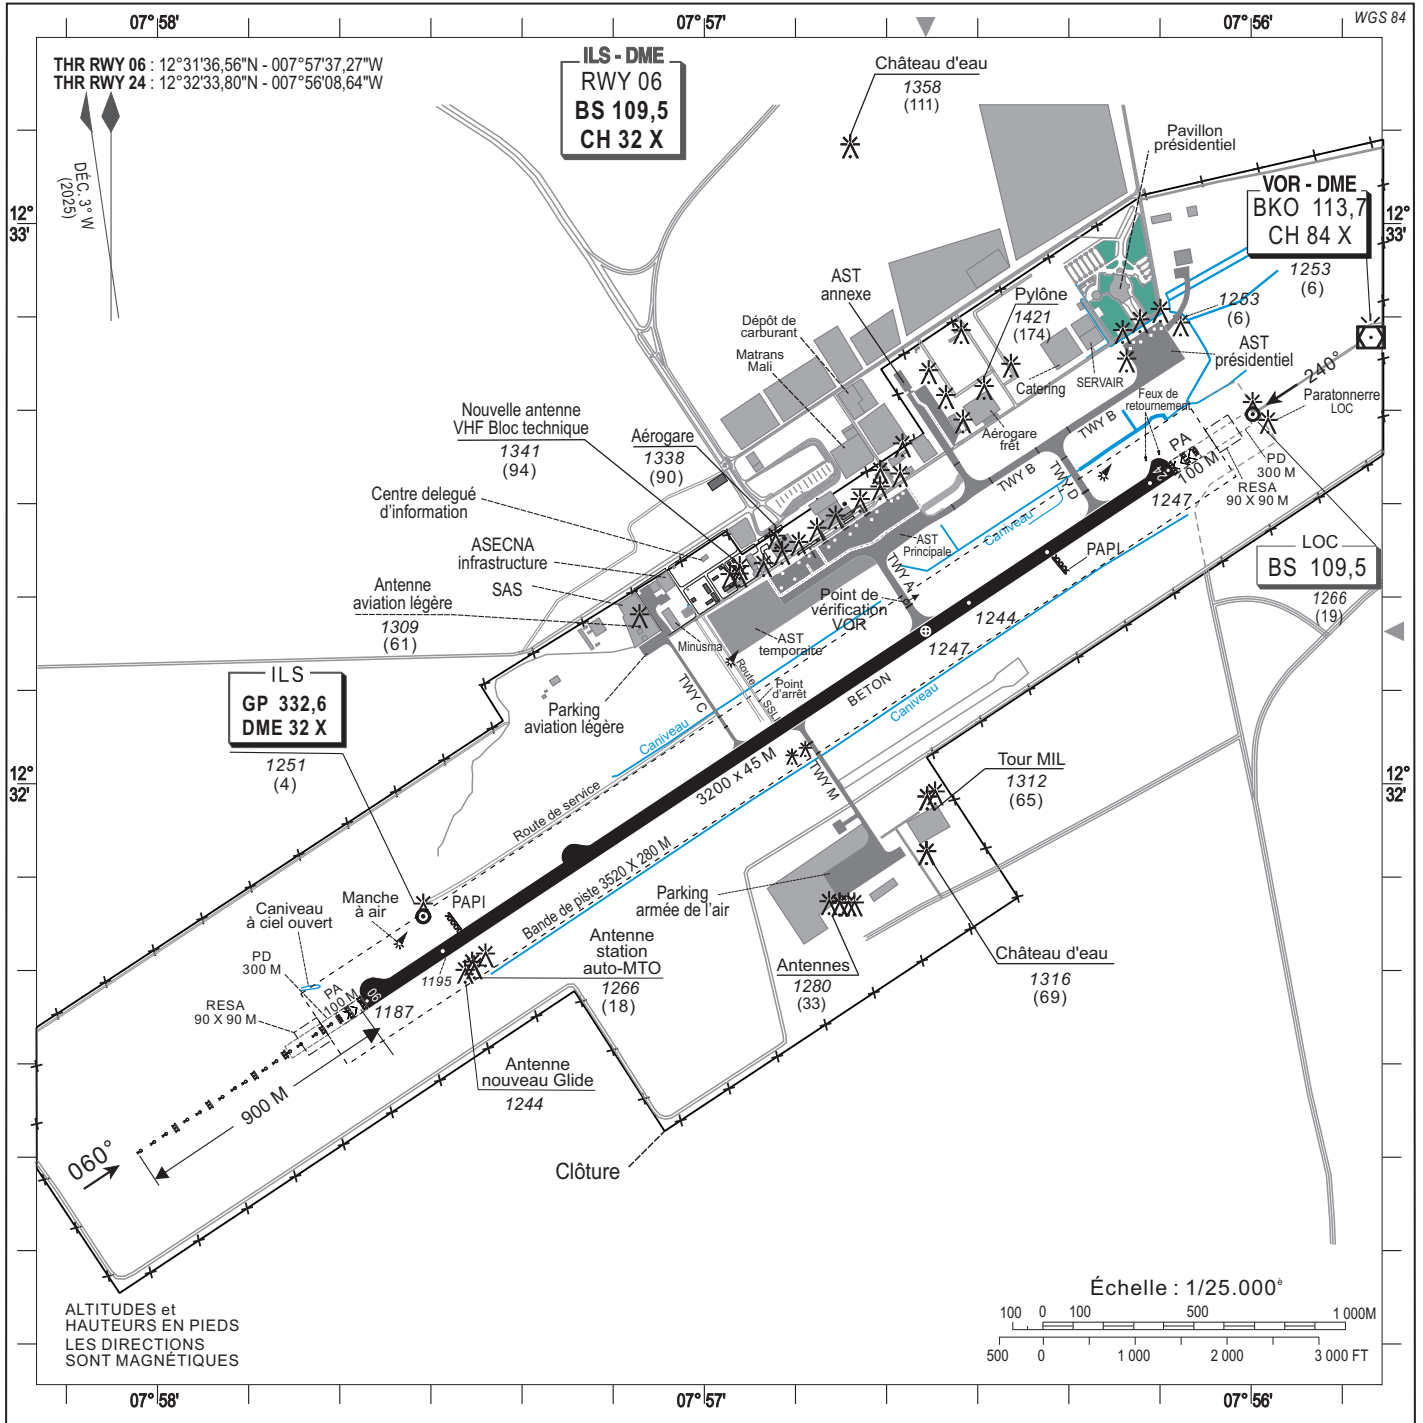 07°58'
07°57'
07°56'
WGS 84
THR RWY 06 : 12°31'36,56"N - 007°57'37,27"W
THR RWY 24 : 12°32'33,80"N - 007°56'08,64"W
DÉC. 3° W
(2025)
ILS - DME
RWY 06
BS 109,5
CH 32 X
Château d'eau
1358
(111)
Pavillon
présidentiel
VOR - DME
BKO 113,7
CH 84 X
1253
(6)
12°
33'
12°
33'
1253
(6)
AST
annexe
Pylône
1421
(174)
Dépôt de
carburant
Matrans
Mali
Catering
SERVAIR
AST
présidentiel
240°
Feux de
retournement
Paratonnerre
LOC
Nouvelle antenne
VHF Bloc technique
1341
(94)
Aérogare
1338
(90)
Aérogare
frêt
TWY B
TWY B
TWY D
PA
100 M
24
PD
300 M
RESA
90 X 90 M
1247
Centre delegué
d'information
ASECNA
infrastructure
SAS
Antenne
aviation légère
1309
(61)
AST
Principale
Caniveau
PAPI
LOC
BS 109,5
1266
(19)
TWY A
Point de
vérification
VOR
1244
1247
Minusma
AST
temporaire
Route
SSLI
Point
d'arrêt
BETON
Caniveau
TWY C
Parking
aviation légère
Caniveau
ILS
GP 332,6
DME 32 X
1251
(4)
3200 x 45 M
TWY M
Tour MIL
1312
(65)
12°
32'
12°
32'
Route de service
Bande de piste 3520 X 280 M
Parking
armée de l'air
Manche
à air
PAPI
Caniveau
à ciel ouvert
PD
300 M
Antenne
station
auto-MTO
1266
(18)
Antennes
1280
(33)
Château d'eau
1316
(69)
1195
PA
100 M
06
1187
RESA
90 X 90 M
Antenne
nouveau Glide
1244
900 M
060°
Clôture
ALTITUDES et
HAUTEURS EN PIEDS
LES DIRECTIONS
SONT MAGNÉTIQUES
Échelle : 1/25.000è
100 0 100 500 1 000M
500 0 1 000 2 000 3 000 FT
07°58'
07°57'
07°56'